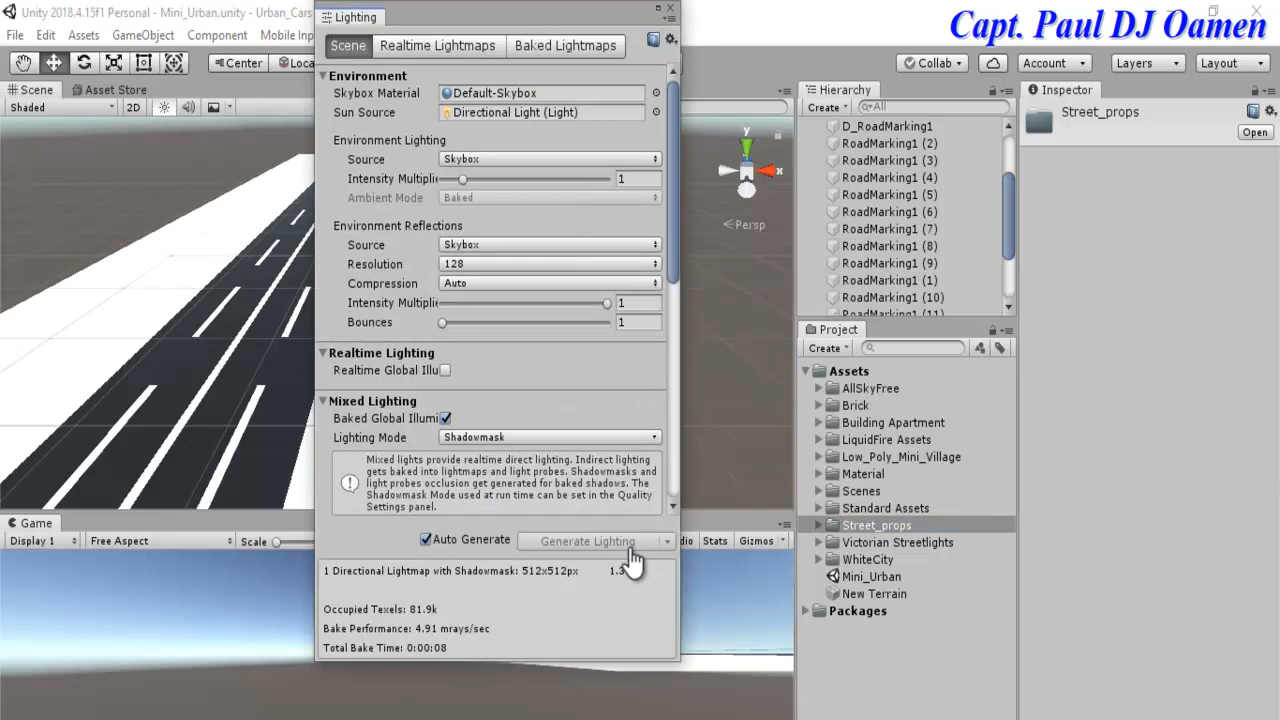 Unity 2018.4.15f1 Personal - Mini_Urban.unity - Urban_Cars
Capt. Paul DJ Oamen
File Edit Assets GameObject Component Mobile In
Center
Collab
Account
Layers
Layout
Scene
Asset Store
Shaded
2D
y
x
Persp
Lighting
Scene
Realtime Lightmaps
Baked Lightmaps
Environment
Skybox Material Default-Skybox
Sun Source Directional Light (Light)
Environment Lighting
Source Skybox
Intensity Multiplie 1
Ambient Mode Baked
Environment Reflections
Source Skybox
Resolution 128
Compression Auto
Intensity Multiplie 1
Bounces 1
Realtime Lighting
Realtime Global Illu
Mixed Lighting
Baked Global Illumi
Lighting Mode Shadowmask
Mixed lights provide realtime direct lighting. Indirect lighting
gets baked into lightmaps and light probes. Shadowmasks and
light probes occlusion get generated for baked shadows. The
Shadowmask Mode used at run time can be set in the Quality
Settings panel.
Auto Generate
Generate Lighting
1 Directional Lightmap with Shadowmask: 512x512px
Occupied Texels: 81.9k
Bake Performance: 4.91 mrays/sec
Total Bake Time: 0:00:08
Game
Display 1
Free Aspect
Scale
dio
Stats
Gizmos
Hierarchy
Create
All
D_RoadMarking1
RoadMarking1 (2)
RoadMarking1 (3)
RoadMarking1 (4)
RoadMarking1 (5)
RoadMarking1 (6)
RoadMarking1 (7)
RoadMarking1 (8)
RoadMarking1 (9)
RoadMarking1 (1)
RoadMarking1 (10)
RoadMarking1 (11)
Project
Create
Assets
AllSkyFree
Brick
Building Apartment
LiquidFire Assets
Low_Poly_Mini_Village
Material
Scenes
Standard Assets
Street_props
Victorian Streetlights
WhiteCity
Mini_Urban
New Terrain
Packages
Inspector
Street_props
Open